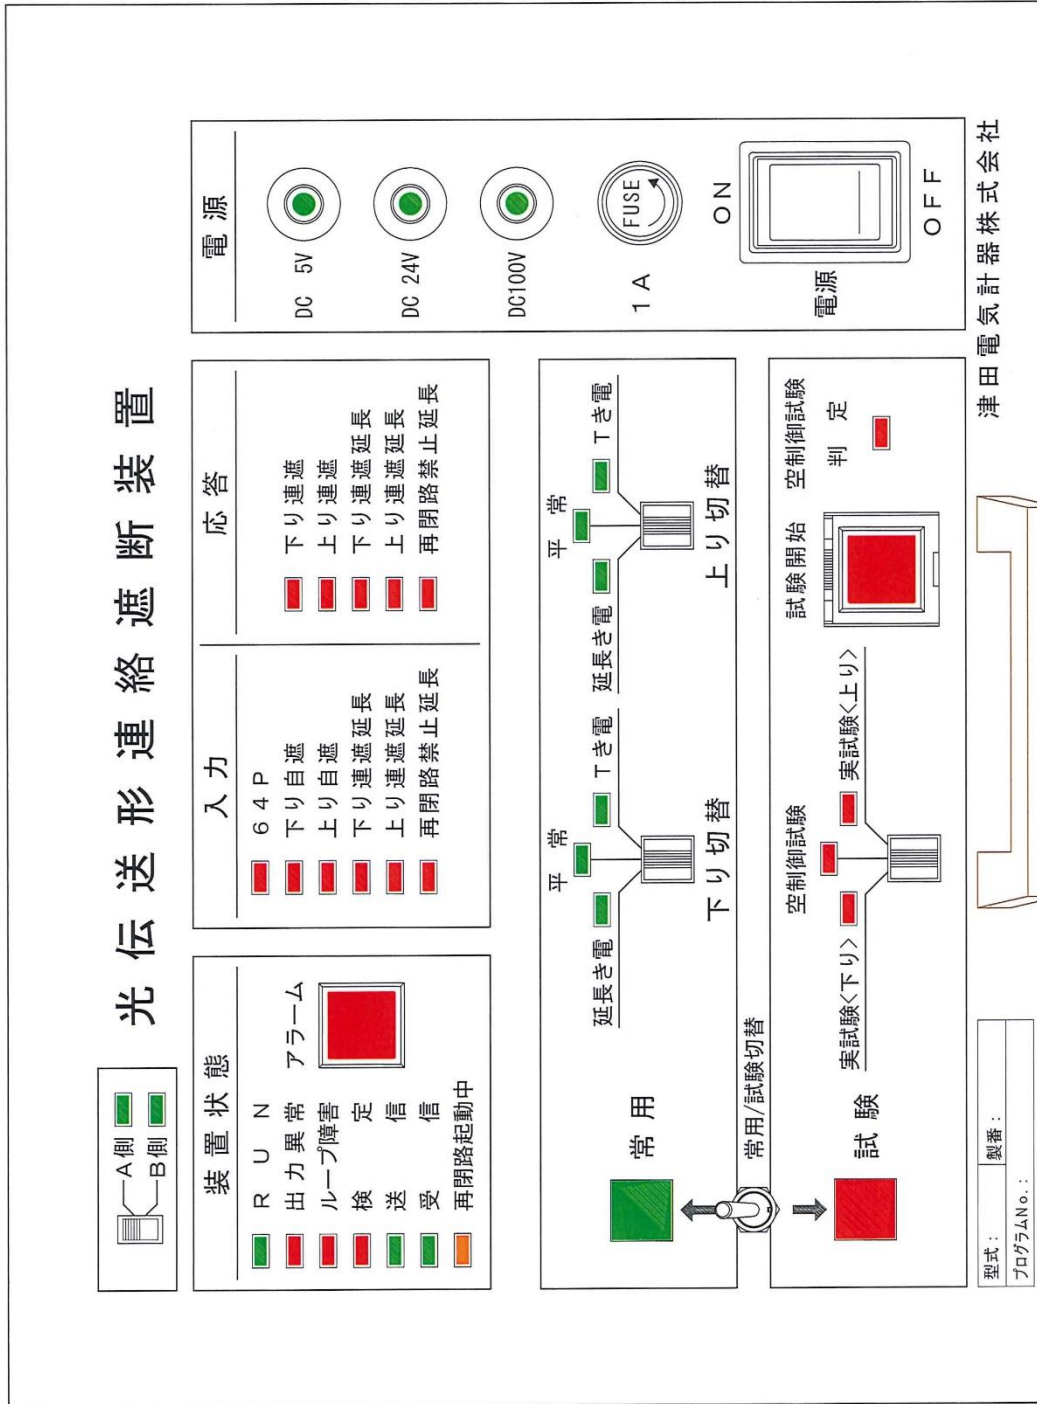 光伝送形連絡遮断装置
A側
B側
装置状態
RUN
出力異常
ループ障害
検定
送信
受信
再閉路起動中
アラーム
入力
64P
下り自遮
上り自遮
下り連遮延長
上り連遮延長
再閉路禁止延長
応答
下り連遮
上り連遮
下り連遮延長
上り連遮延長
再閉路禁止延長
電源
DC 5V
DC 24V
DC100V
FUSE
1A
ON
電源
OFF
常用
延長き電
平常
Tき電
下り切替
延長き電
平常
Tき電
上り切替
常用/試験切替
試験
実試験<下り>
空制御試験
実試験<上り>
試験開始
空制御試験
判定
型式:
製番:
プログラムNo.:
津田電気計器株式会社